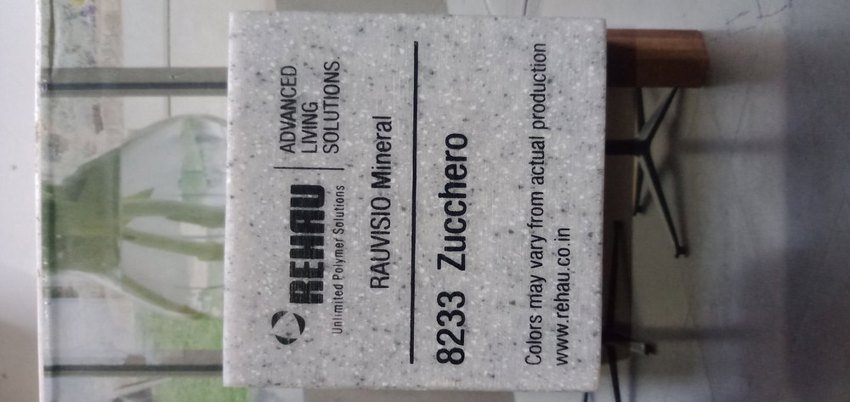 REHAU
Unlimited Polymer Solutions
ADVANCED
LIVING
SOLUTIONS.
RAUVISIO Mineral
8233 Zucchero
Colors may vary from actual production
www.rehau.co.in